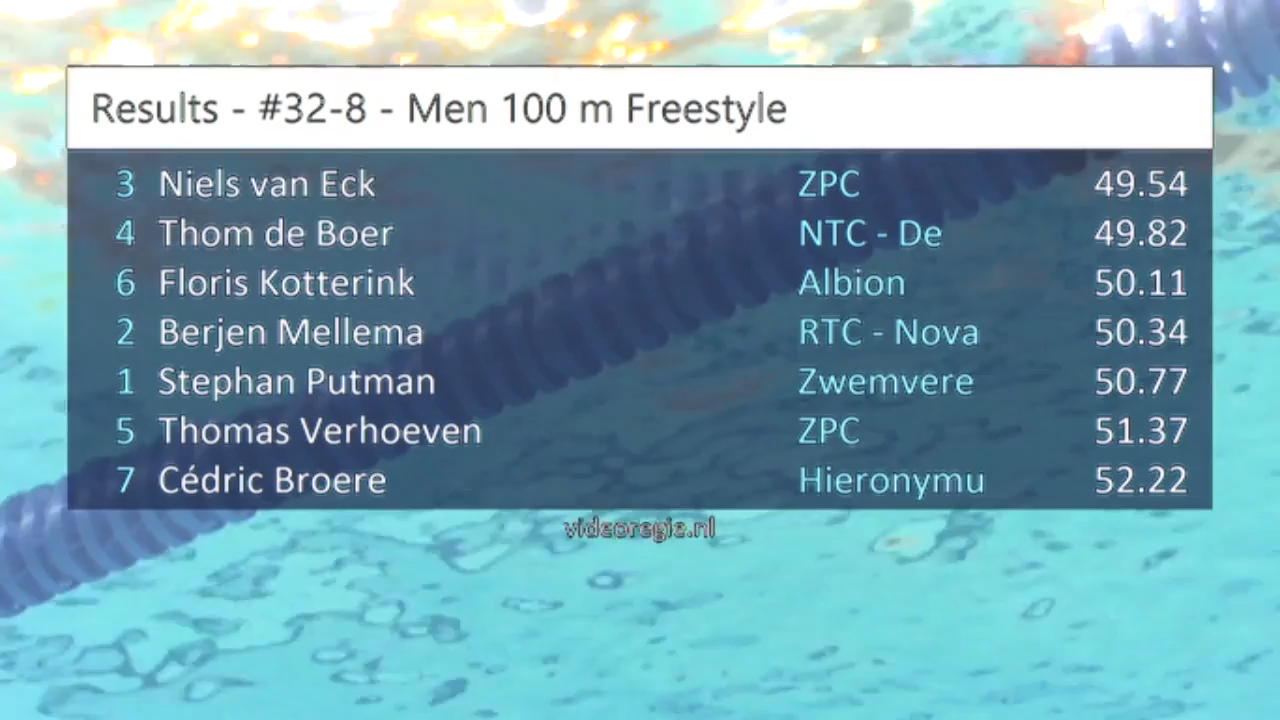 Results - #32-8 - Men 100 m Freestyle
3 Niels van Eck ZPC 49.54
4 Thom de Boer NTC - De 49.82
6 Floris Kotterink Albion 50.11
2 Berjen Mellema RTC - Nova 50.34
1 Stephan Putman Zwemvere 50.77
5 Thomas Verhoeven ZPC 51.37
7 Cédric Broere Hieronymu 52.22
videoregie.nl